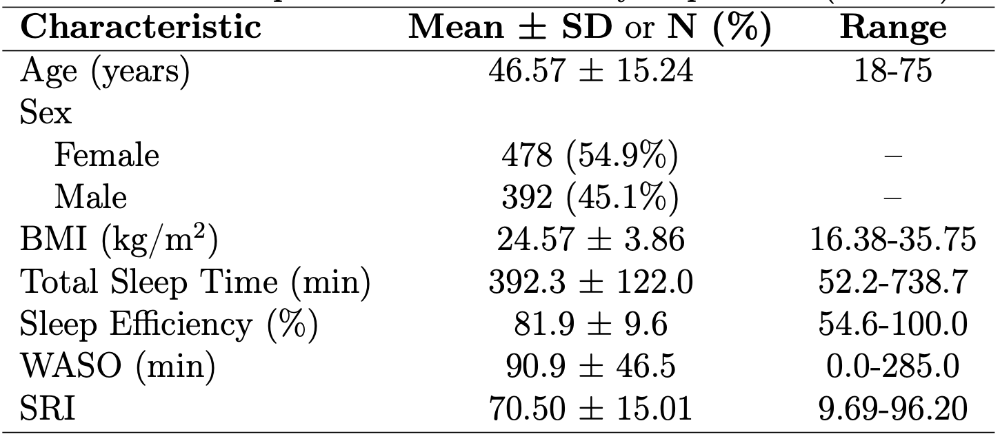 Characteristic Mean ± SD or N (%) Range
Age (years) 46.57 ± 15.24 18-75
Sex
Female 478 (54.9%) –
Male 392 (45.1%) –
BMI (kg/m²) 24.57 ± 3.86 16.38-35.75
Total Sleep Time (min) 392.3 ± 122.0 52.2-738.7
Sleep Efficiency (%) 81.9 ± 9.6 54.6-100.0
WASO (min) 90.9 ± 46.5 0.0-285.0
SRI 70.50 ± 15.01 9.69-96.20